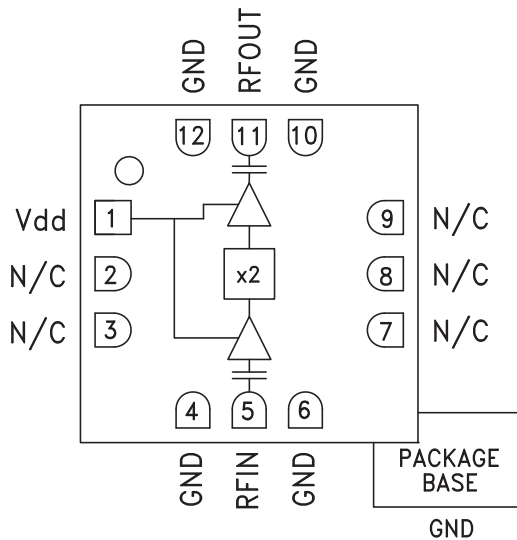 GND
RFOUT
GND
12
11
10
Vdd
1
9
N/C
N/C
2
x2
8
N/C
N/C
3
7
N/C
4
5
6
GND
RFIN
GND
PACKAGE
BASE
GND